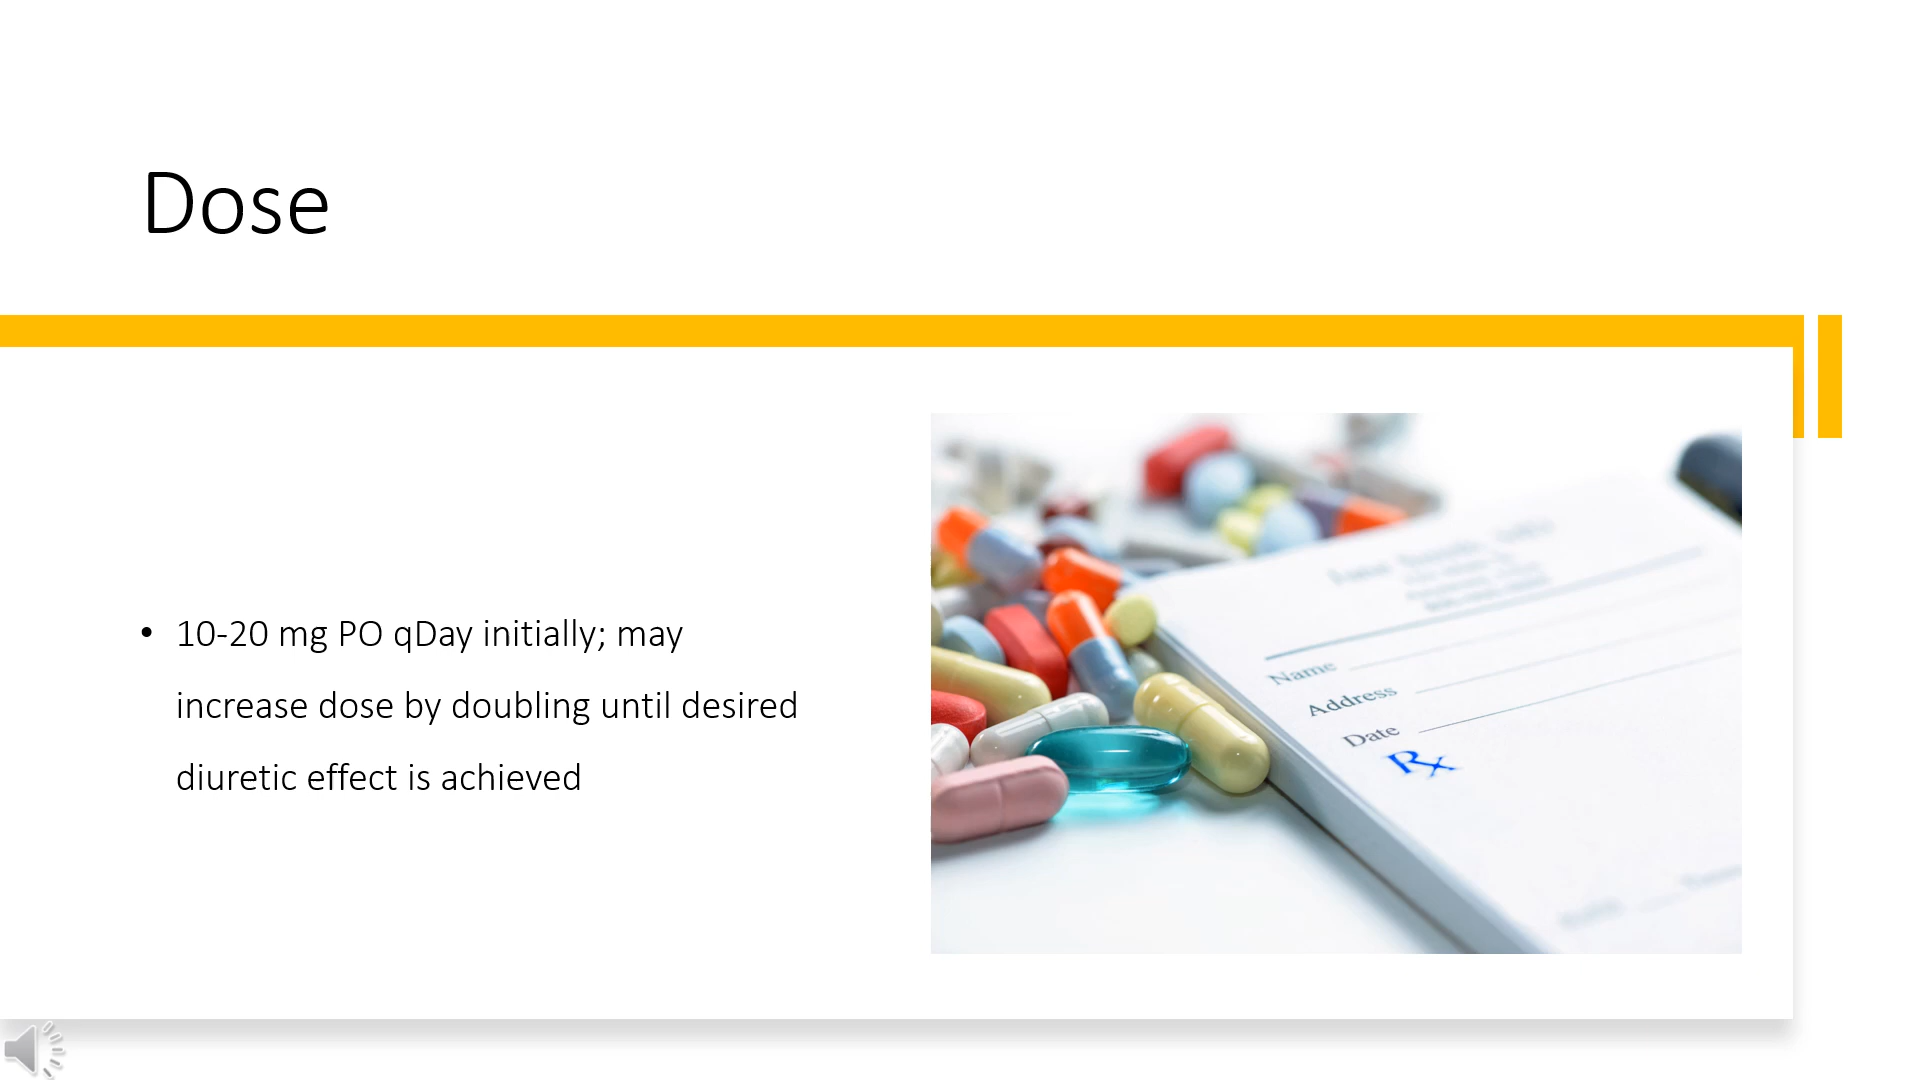 Dose
• 10-20 mg PO qDay initially; may
increase dose by doubling until desired
diuretic effect is achieved
Name
Address
Date
Rx